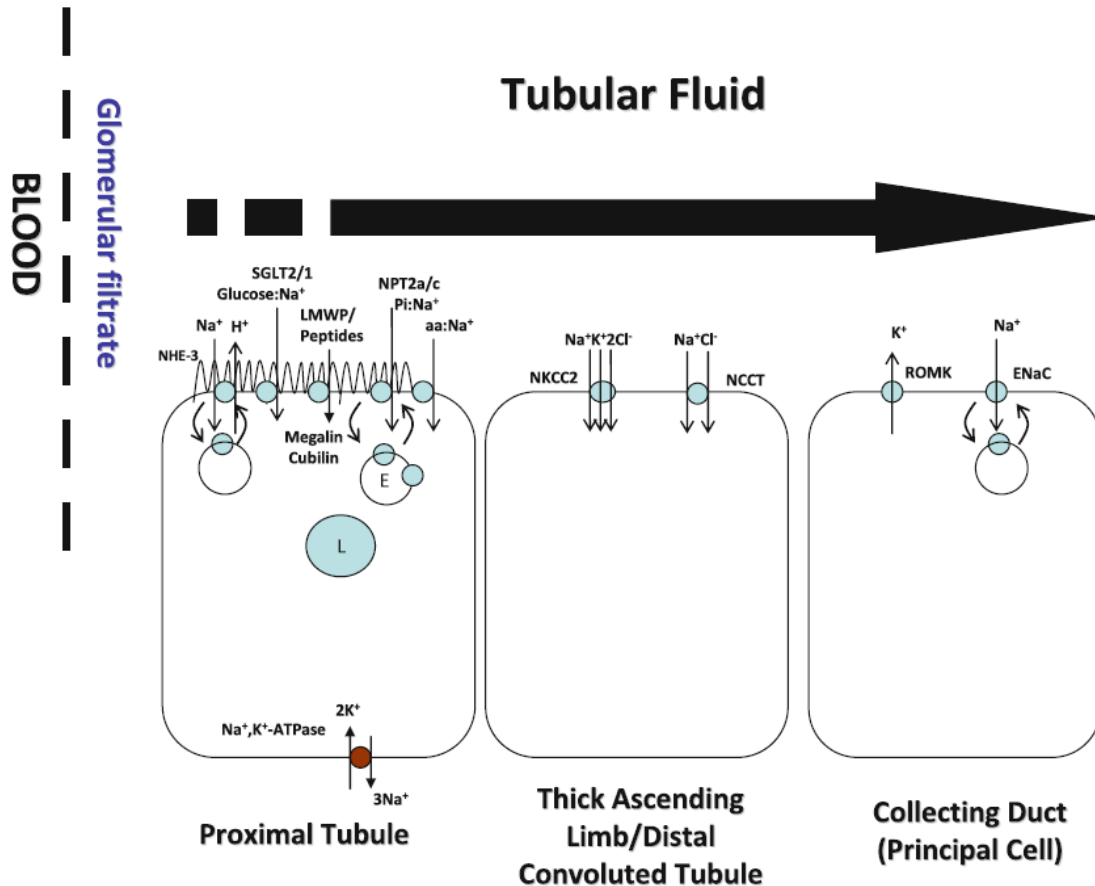 BLOOD
Glomerular filtrate
Tubular Fluid
SGLT2/1
Glucose:Na⁺
Na⁺
H⁺
NHE-3
LMWP/
Peptides
NPT2a/c
Pi:Na⁺
aa:Na⁺
Megalin
Cubilin
E
L
Na⁺,K⁺-ATPase
2K⁺
3Na⁺
Proximal Tubule
Na⁺K⁺2Cl⁻
NKCC2
Na⁺Cl⁻
NCCT
Thick Ascending
Limb/Distal
Convoluted Tubule
K⁺
ROMK
Na⁺
ENaC
Collecting Duct
(Principal Cell)